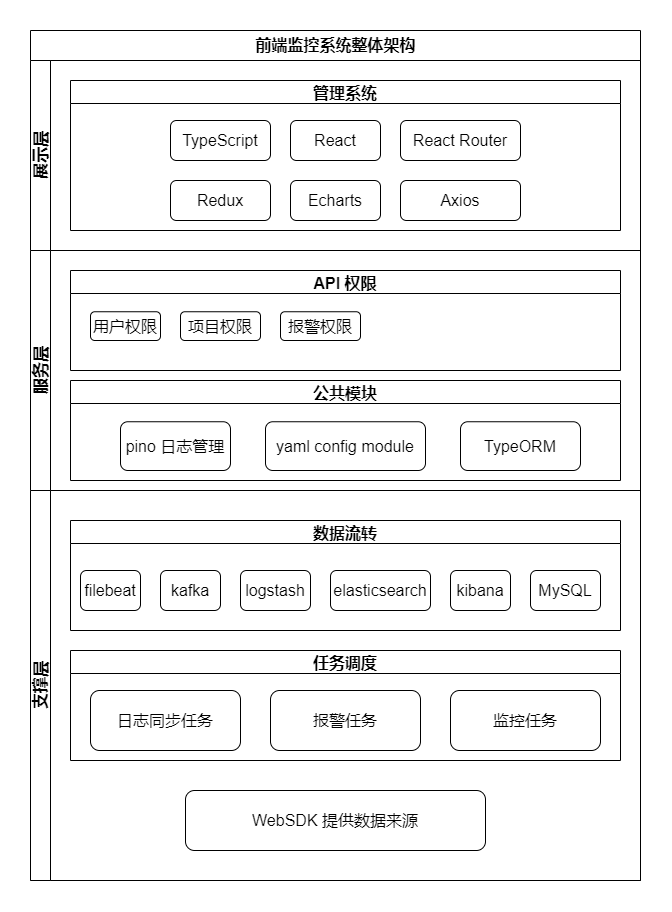 前端监控系统整体架构
展示层
管理系统
TypeScript
React
React Router
Redux
Echarts
Axios
服务层
API 权限
用户权限
项目权限
报警权限
公共模块
pino 日志管理
yaml config module
TypeORM
支撑层
数据流转
filebeat
kafka
logstash
elasticsearch
kibana
MySQL
任务调度
日志同步任务
报警任务
监控任务
WebSDK 提供数据来源